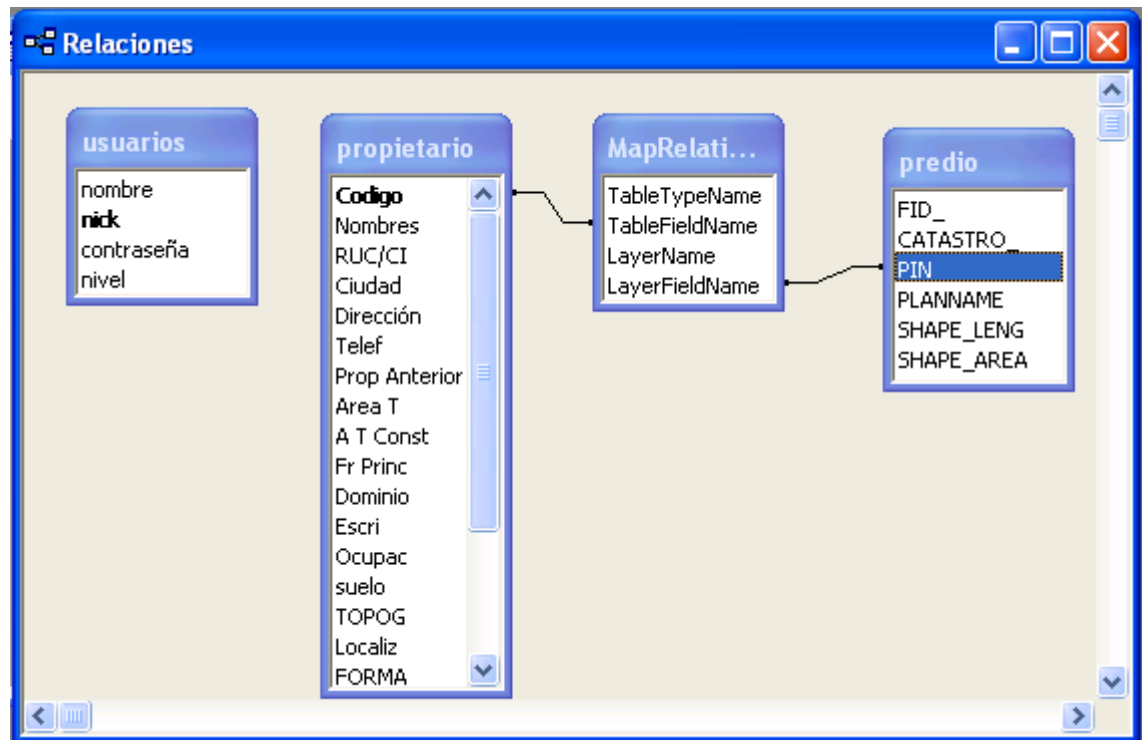 Relaciones
usuarios
nombre
nick
contraseña
nivel
propietario
Codigo
Nombres
RUC/CI
Ciudad
Dirección
Telef
Prop Anterior
Area T
A T Const
Fr Princ
Dominio
Escri
Ocupac
suelo
TOPOG
Localiz
FORMA
MapRelati...
TableTypeName
TableFieldName
LayerName
LayerFieldName
predio
FID_
CATASTRO_
PIN
PLANNAME
SHAPE_LENG
SHAPE_AREA